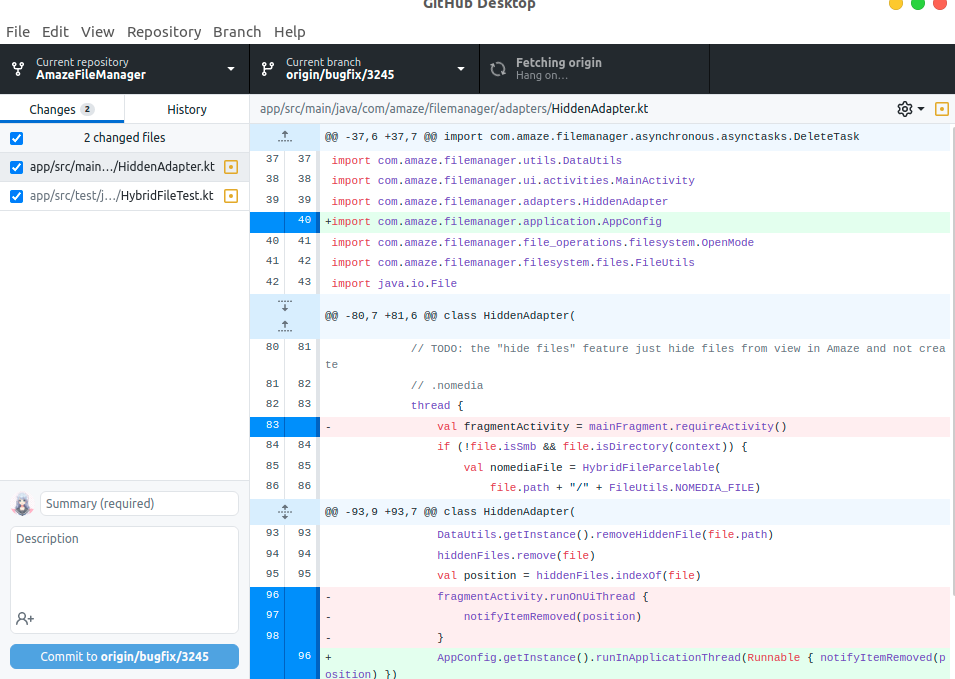 GitHub Desktop
File Edit View Repository Branch Help
Current repository
AmazeFileManager
Current branch
origin/bugfix/3245
Fetching origin
Hang on…
Changes 2
History
app/src/main/java/com/amaze/filemanager/adapters/HiddenAdapter.kt
2 changed files
app/src/main…/HiddenAdapter.kt
app/src/test/j…/HybridFileTest.kt
@@ -37,6 +37,7 @@ import com.amaze.filemanager.asynchronous.asynctasks.DeleteTask
37 37 import com.amaze.filemanager.utils.DataUtils
38 38 import com.amaze.filemanager.ui.activities.MainActivity
39 39 import com.amaze.filemanager.adapters.HiddenAdapter
40 +import com.amaze.filemanager.application.AppConfig
40 41 import com.amaze.filemanager.file_operations.filesystem.OpenMode
41 42 import com.amaze.filemanager.filesystem.files.FileUtils
42 43 import java.io.File
@@ -80,7 +81,6 @@ class HiddenAdapter(
80 81 // TODO: the "hide files" feature just hide files from view in Amaze and not crea
te
81 82 // .nomedia
82 83 thread {
83 - val fragmentActivity = mainFragment.requireActivity()
84 84 if (!file.isSmb && file.isDirectory(context)) {
85 85 val nomediaFile = HybridFileParcelable(
86 86 file.path + "/" + FileUtils.NOMEDIA_FILE)
@@ -93,9 +93,7 @@ class HiddenAdapter(
93 93 DataUtils.getInstance().removeHiddenFile(file.path)
94 94 hiddenFiles.remove(file)
95 95 val position = hiddenFiles.indexOf(file)
96 - fragmentActivity.runOnUiThread {
97 - notifyItemRemoved(position)
98 - }
96 + AppConfig.getInstance().runInApplicationThread(Runnable { notifyItemRemoved(p
osition) })
Summary (required)
Description
Commit to origin/bugfix/3245